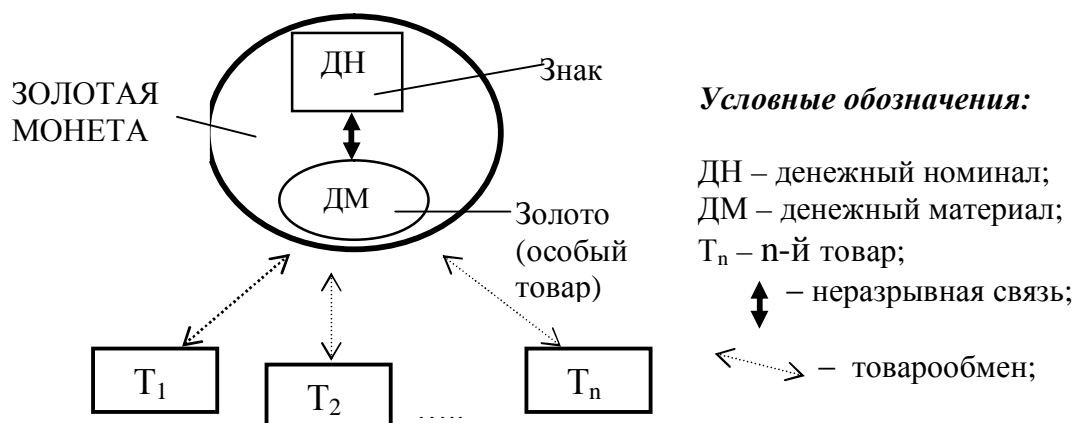 ДН
Знак
ЗОЛОТАЯ
МОНЕТА
ДМ
Золото
(особый
товар)
T₁
T₂
.....
Tₙ
Условные обозначения:
ДН – денежный номинал;
ДМ – денежный материал;
Tₙ – n-й товар;
– неразрывная связь;
– товарообмен;